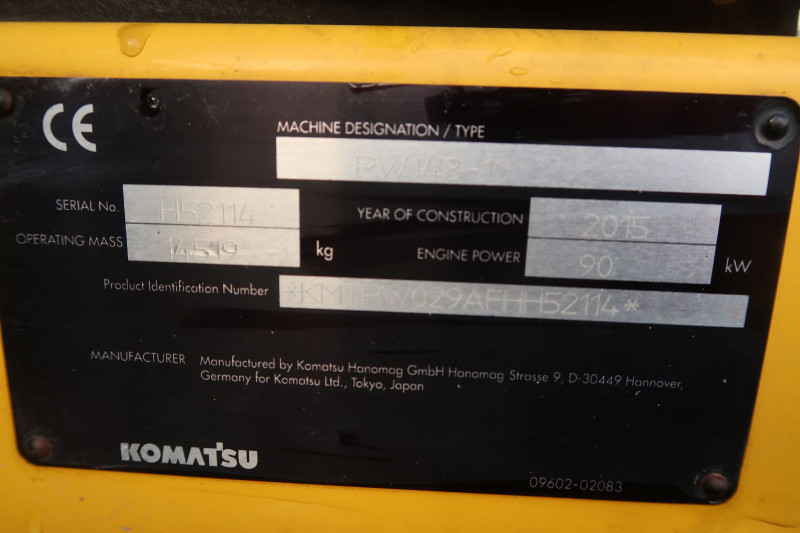 CE
MACHINE DESIGNATION / TYPE
PW148-10
SERIAL No. H52114
YEAR OF CONSTRUCTION 2015
OPERATING MASS 14519 kg
ENGINE POWER 90 kW
Product Identification Number *KMTPW029AFHH52114*
MANUFACTURER Manufactured by Komatsu Hanomag GmbH Hanomag Strasse 9, D-30449 Hannover,
Germany for Komatsu Ltd., Tokyo, Japan
KOMATSU
09602-02083